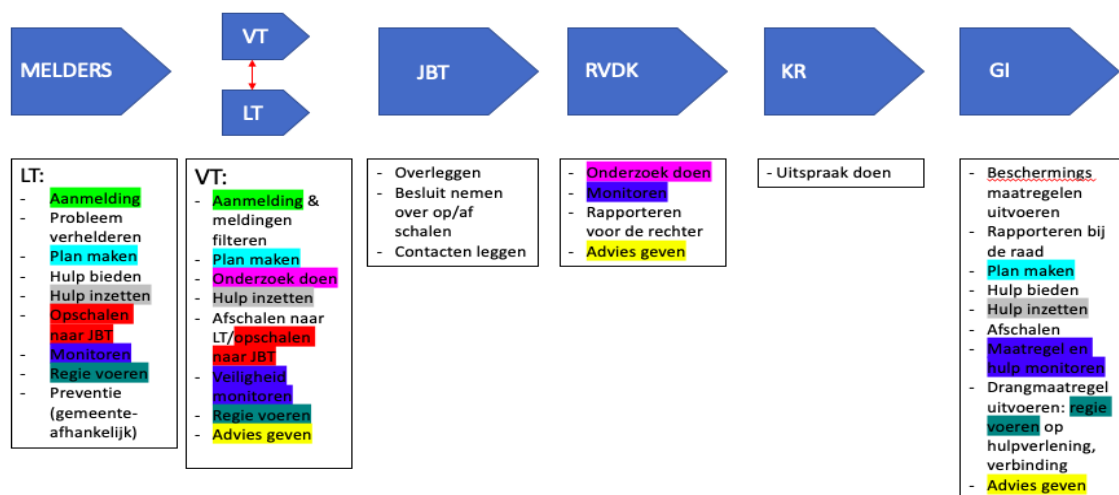 MELDERS
VT
LT
JBT
RVDK
KR
GI
LT:
- Aanmelding
- Probleem
verhelderen
- Plan maken
- Hulp bieden
- Hulp inzetten
- Opschalen
naar JBT
- Monitoren
- Regie voeren
- Preventie
(gemeente-
afhankelijk)
VT:
- Aanmelding &
meldingen
filteren
- Plan maken
- Onderzoek doen
- Hulp inzetten
- Afschalen naar
LT/opschalen
naar JBT
- Veiligheid
monitoren
- Regie voeren
- Advies geven
- Overleggen
- Besluit nemen
over op/af
schalen
- Contacten leggen
- Onderzoek doen
- Monitoren
- Rapporteren
voor de rechter
- Advies geven
- Uitspraak doen
- Beschermings
maatregelen
uitvoeren
- Rapporteren bij
de raad
- Plan maken
- Hulp bieden
- Hulp inzetten
- Afschalen
- Maatregel en
hulp monitoren
- Drangmaatregel
uitvoeren: regie
voeren op
hulpverlening,
verbinding
- Advies geven